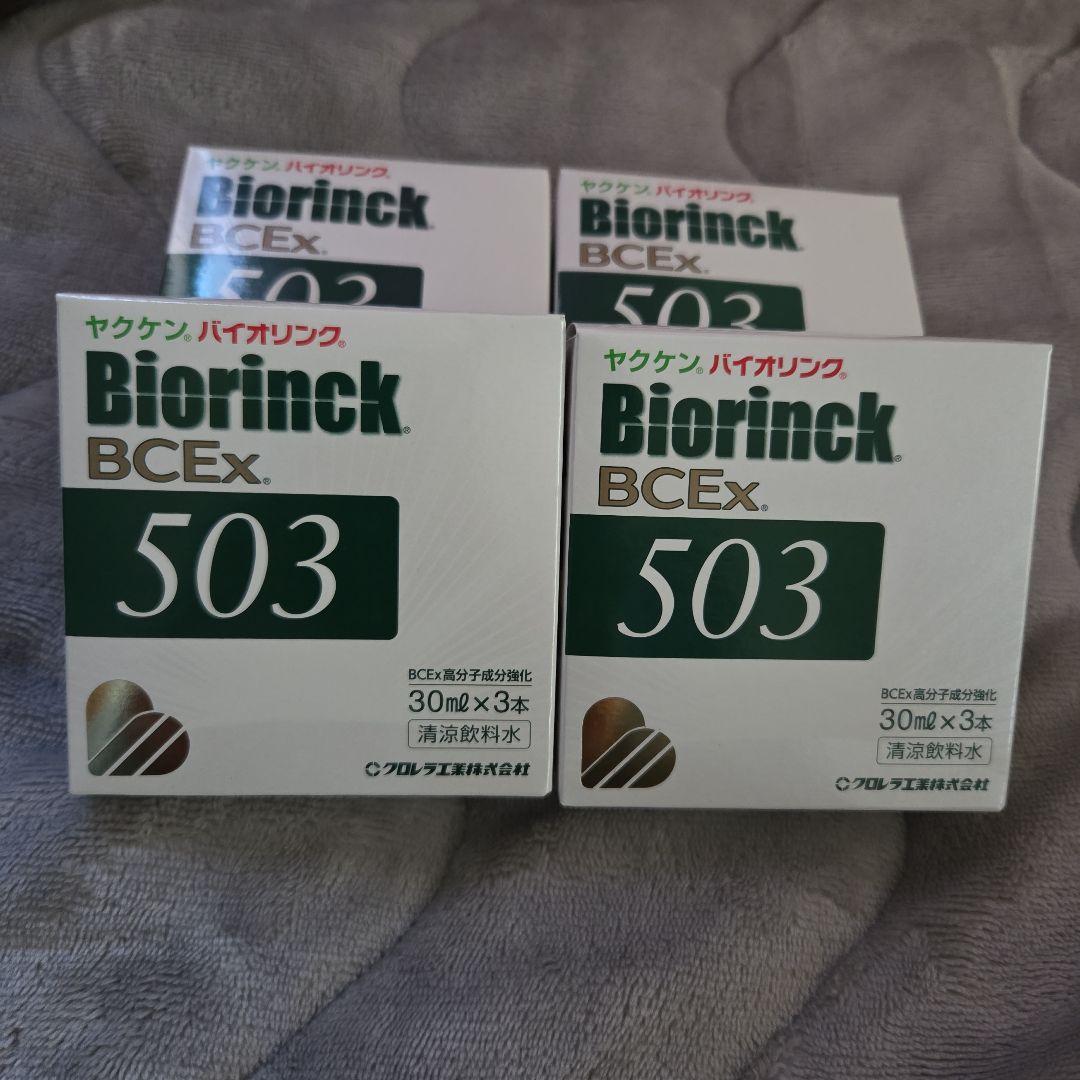 ヤクケン® バイオリンク®
Biorinck®
BCEx®
503
ヤクケン® バイオリンク®
Biorinck®
BCEx®
503
ヤクケン® バイオリンク®
Biorinck®
BCEx®
503
BCEx高分子成分強化
30㎖×3本
清涼飲料水
クロレラ工業株式会社
ヤクケン® バイオリンク®
Biorinck®
BCEx®
503
BCEx高分子成分強化
30㎖×3本
清涼飲料水
クロレラ工業株式会社